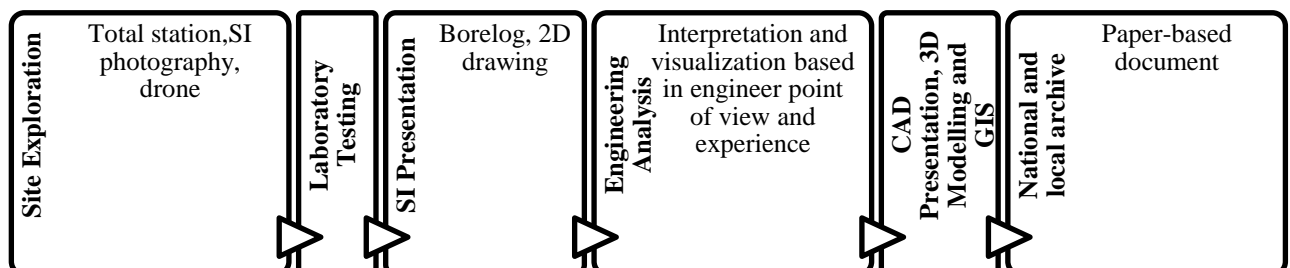 Site Exploration
Total station,SI
photography,
drone
Laboratory
Testing
SI Presentation
Borelog, 2D
drawing
Engineering
Analysis
Interpretation and
visualization based
in engineer point
of view and
experience
CAD
Presentation, 3D
Modelling and
GIS
National and
local archive
Paper-based
document